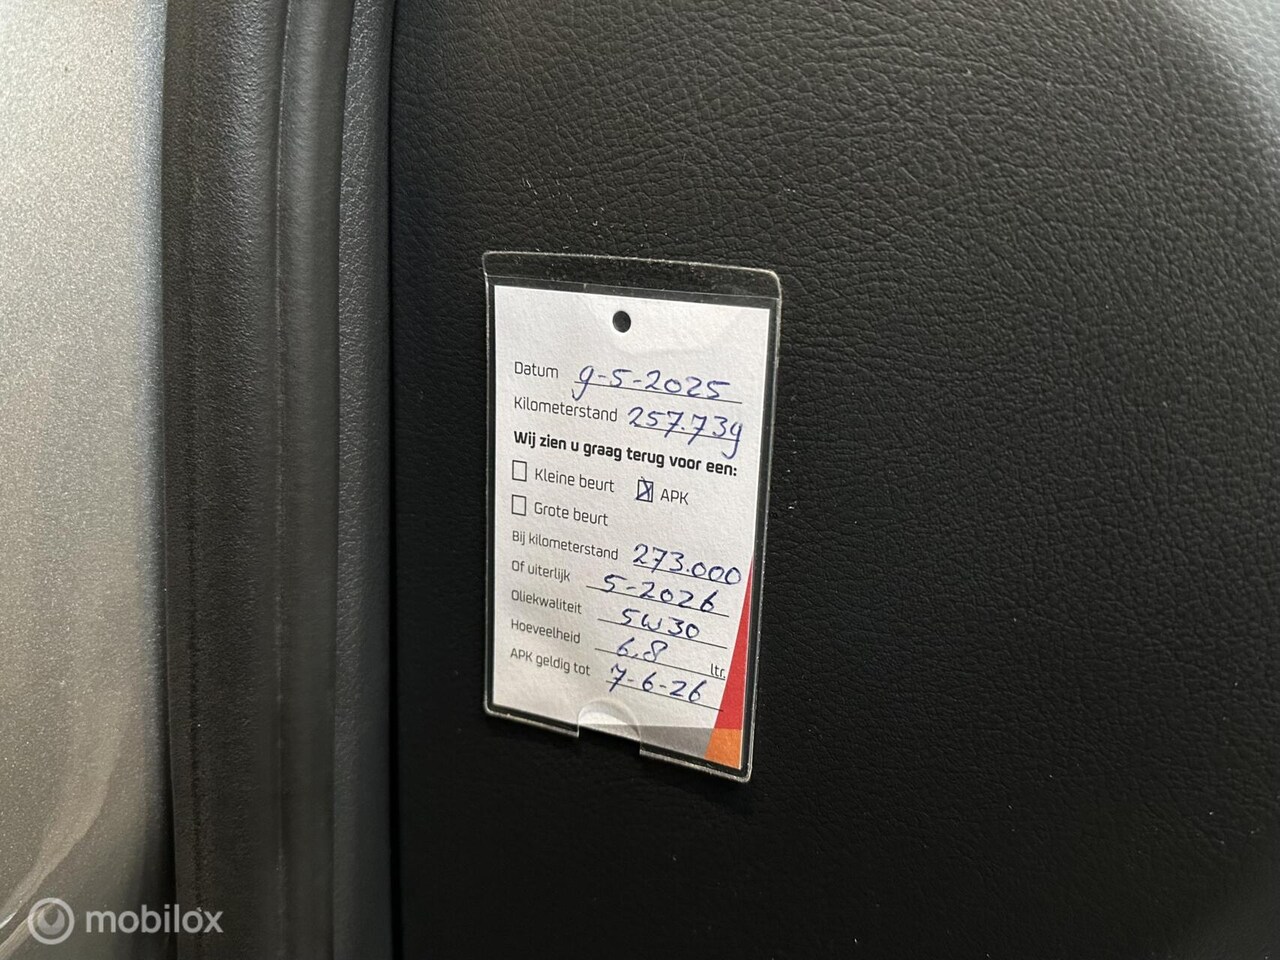 Datum 9-5-2025
Kilometerstand 257.739
Wij zien u graag terug voor een:
Kleine beurt APK
Grote beurt
Bij kilometerstand 273.000
Of uiterlijk 5-2026
Oliekwaliteit 5W30
Hoeveelheid 6,8 ltr.
APK geldig tot 7-6-26
mobilox